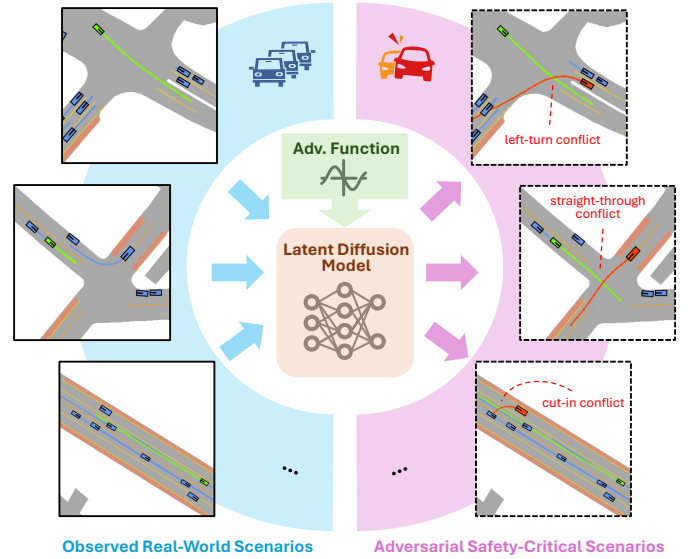 Adv. Function
left-turn conflict
straight-through
conflict
Latent Diffusion
Model
cut-in conflict
...
...
Observed Real-World Scenarios
Adversarial Safety-Critical Scenarios